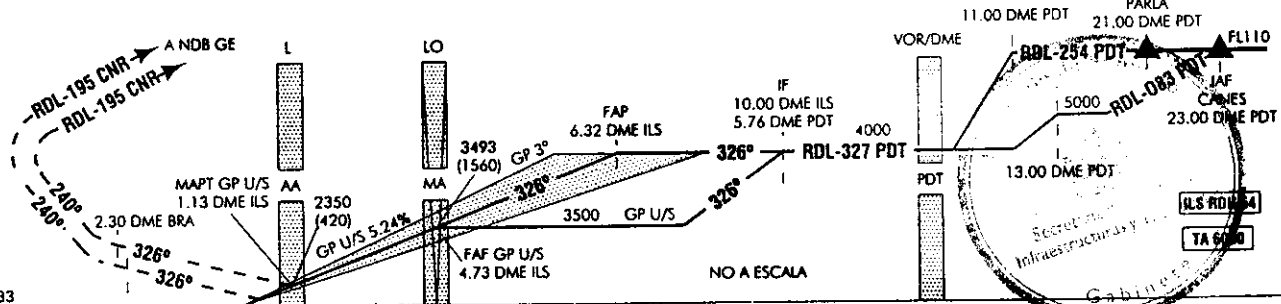 11.00 DME PDT
PARLA
21.00 DME PDT
A NDB GE
L
LO
VOR/DME
FL110
RDL-195 CNR
RDL-195 CNR
RDL-254 PDT
RDL-083 PDT
IAF
CANES
23.00 DME PDT
IF
10.00 DME ILS
5.76 DME PDT
FAP
6.32 DME ILS
5000
4000
3493
(1560)
GP 3°
326°
326°
RDL-327 PDT
13.00 DME PDT
MAPT GP U/S
1.13 DME ILS
AA
MA
PDT
2350
(420)
326°
240°
240°
2.30 DME BRA
GP U/S 5.24%
3500 GP U/S
326°
326°
FAF GP U/S
4.73 DME ILS
NO A ESCALA
Infraestructuras y
Gabinete